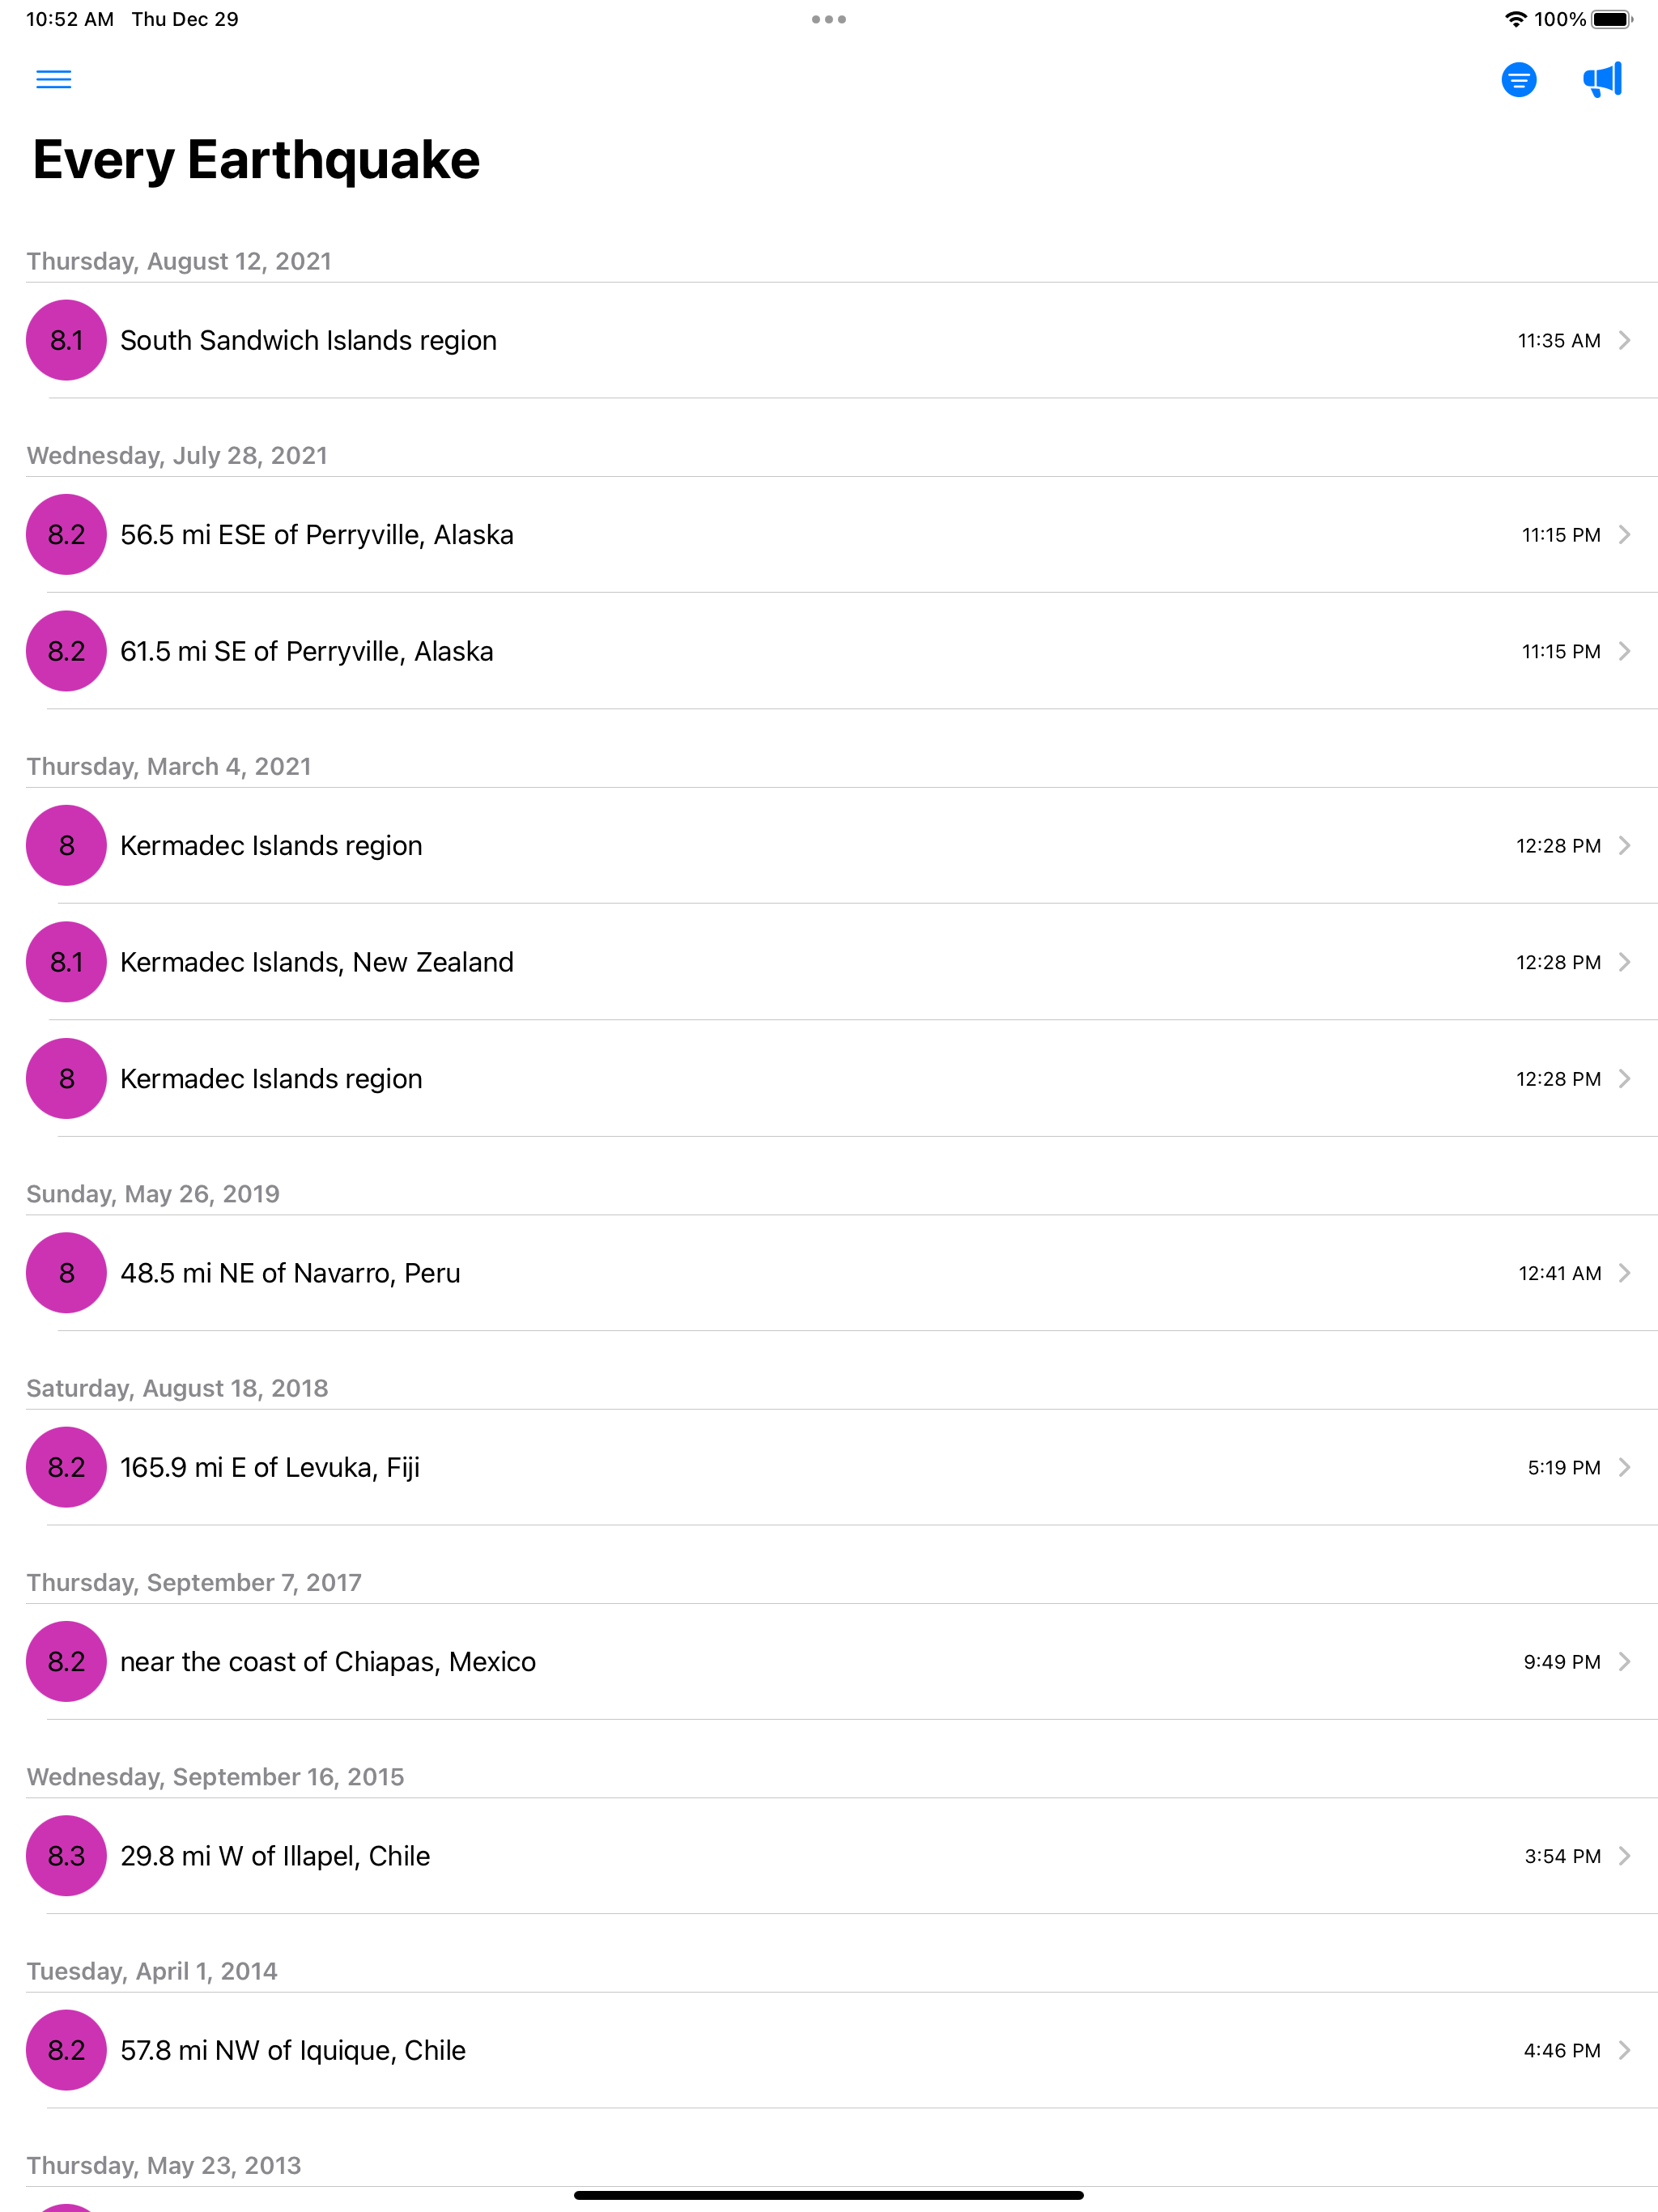 10:52 AM Thu Dec 29 100%
Every Earthquake
Thursday, August 12, 2021
8.1 South Sandwich Islands region 11:35 AM
Wednesday, July 28, 2021
8.2 56.5 mi ESE of Perryville, Alaska 11:15 PM
8.2 61.5 mi SE of Perryville, Alaska 11:15 PM
Thursday, March 4, 2021
8 Kermadec Islands region 12:28 PM
8.1 Kermadec Islands, New Zealand 12:28 PM
8 Kermadec Islands region 12:28 PM
Sunday, May 26, 2019
8 48.5 mi NE of Navarro, Peru 12:41 AM
Saturday, August 18, 2018
8.2 165.9 mi E of Levuka, Fiji 5:19 PM
Thursday, September 7, 2017
8.2 near the coast of Chiapas, Mexico 9:49 PM
Wednesday, September 16, 2015
8.3 29.8 mi W of Illapel, Chile 3:54 PM
Tuesday, April 1, 2014
8.2 57.8 mi NW of Iquique, Chile 4:46 PM
Thursday, May 23, 2013